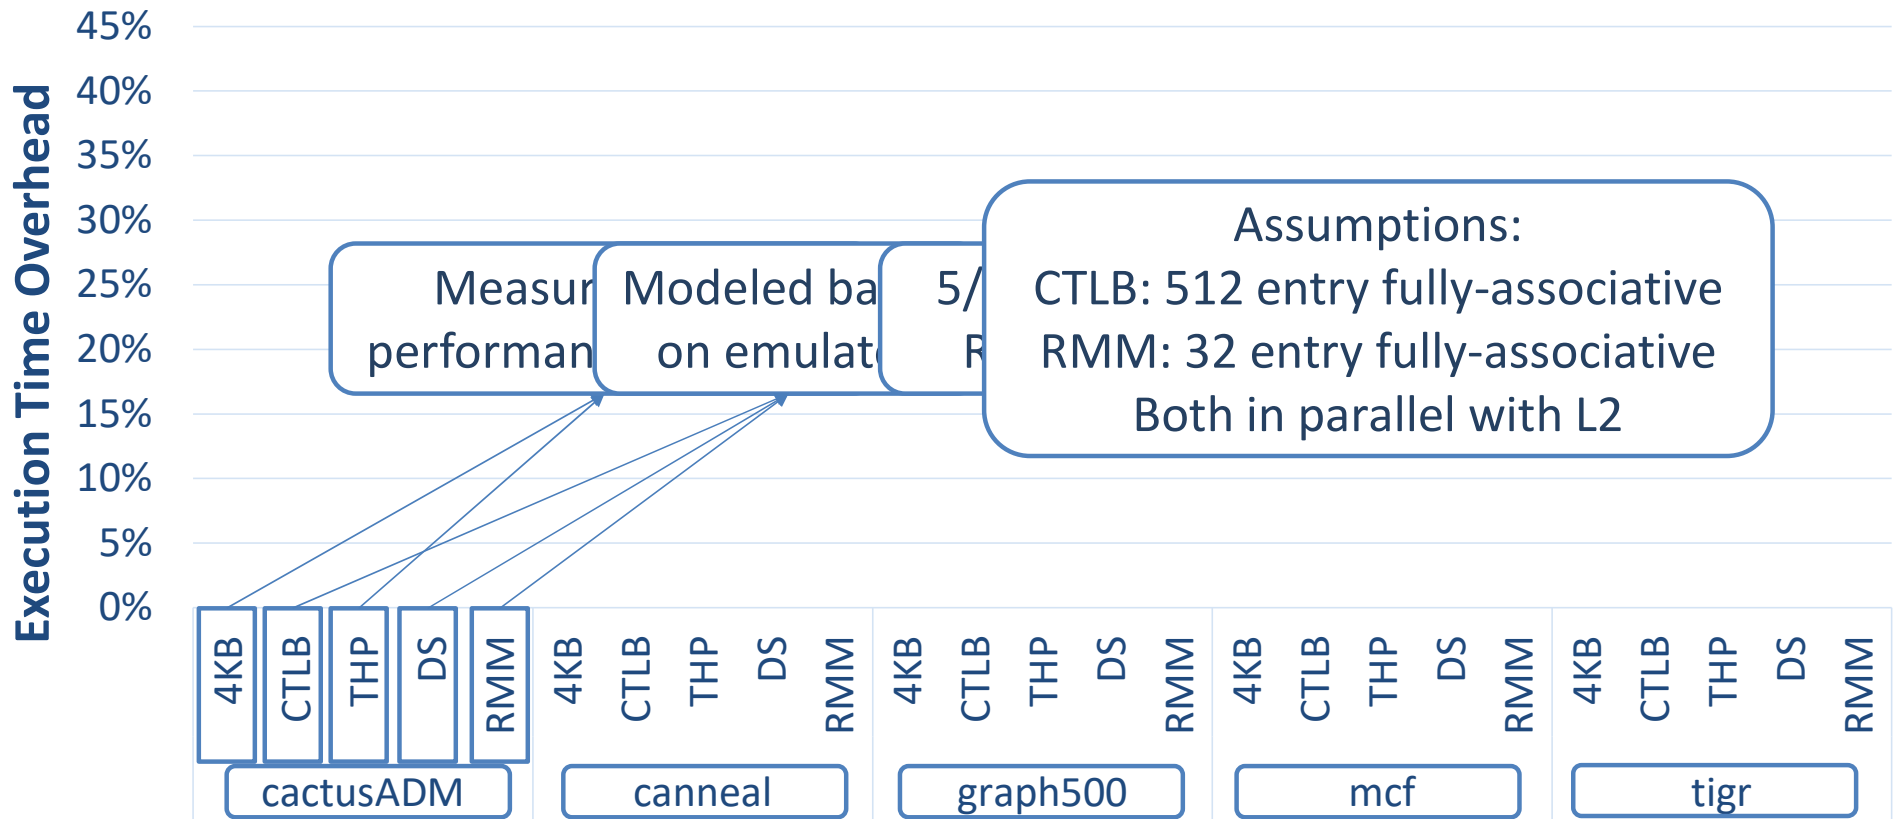 Execution Time Overhead
45%
40%
35%
30%
25%
20%
15%
10%
5%
0%
Measur
performan
Modeled ba
on emulat
5/
R
Assumptions:
CTLB: 512 entry fully-associative
RMM: 32 entry fully-associative
Both in parallel with L2
4KB
CTLB
THP
DS
RMM
4KB
CTLB
THP
DS
RMM
4KB
CTLB
THP
DS
RMM
4KB
CTLB
THP
DS
RMM
4KB
CTLB
THP
DS
RMM
cactusADM
canneal
graph500
mcf
tigr